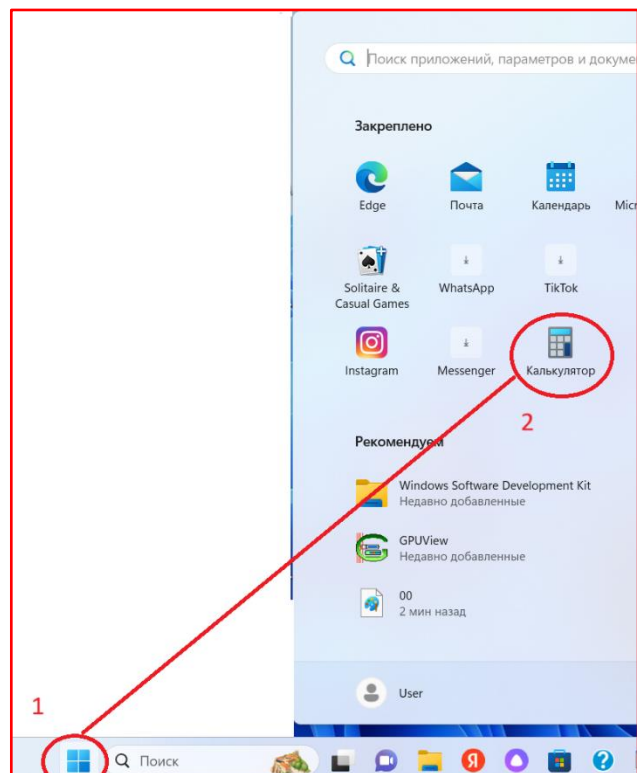 Поиск приложений, параметров и докуме
Закреплено
Edge
Почта
Календарь
Micr
Solitaire &
Casual Games
WhatsApp
TikTok
Instagram
Messenger
Калькулятор
2
Рекомендуем
Windows Software Development Kit
Недавно добавленные
GPUView
Недавно добавленные
00
2 мин назад
User
1
Поиск
Я
?